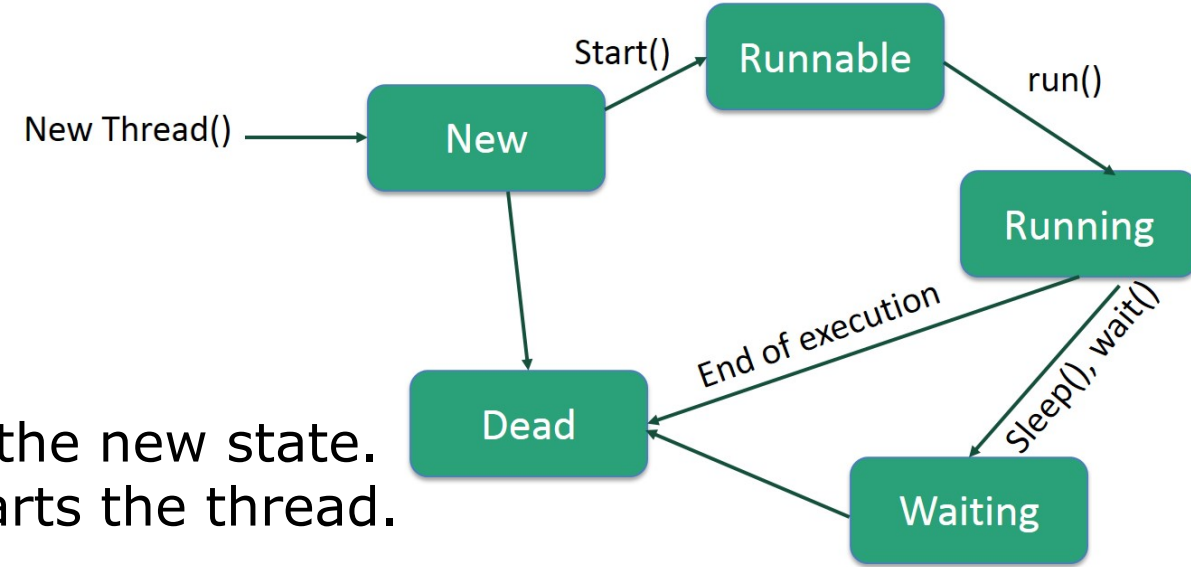 Start()
Runnable
run()
New Thread()
New
Running
End of execution
Sleep(), wait()
Dead
the new state.
arts the thread.
Waiting